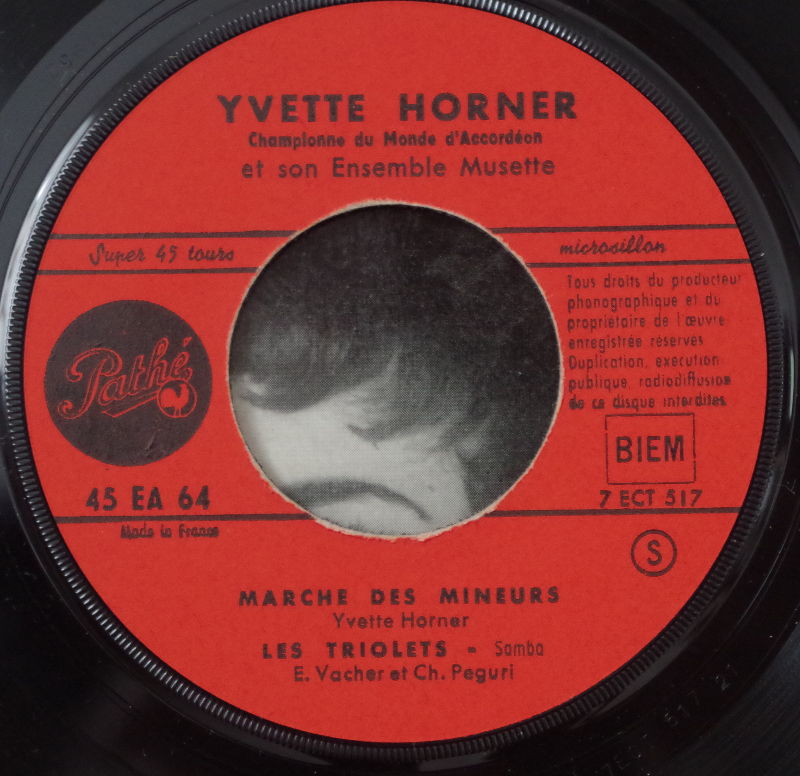 YVETTE HORNER
Championne du Monde d'Accordéon
et son Ensemble Musette
Super 45 tours
microsillon
Tous droits du producteur
phonographique et du
propriétaire de l'œuvre
enregistrée réservés
Duplication, exécution
publique, radiodiffusion
de ce disque interdites.
Pathé
BIEM
45 EA 64
7 ECT 517
Made in France
S
MARCHE DES MINEURS
Yvette Horner
LES TRIOLETS - Samba
E. Vacher et Ch. Peguri